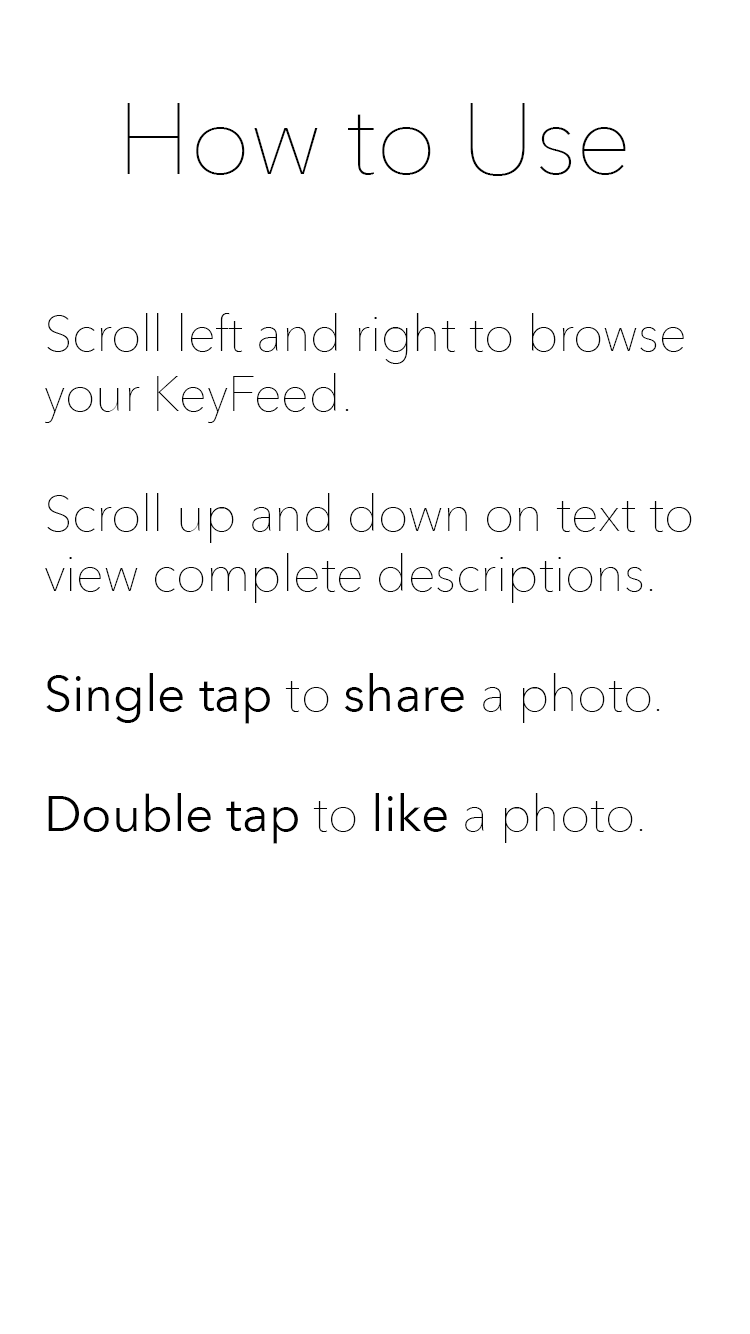 How to Use
Scroll left and right to browse
your KeyFeed.
Scroll up and down on text to
view complete descriptions.
Single tap to share a photo.
Double tap to like a photo.